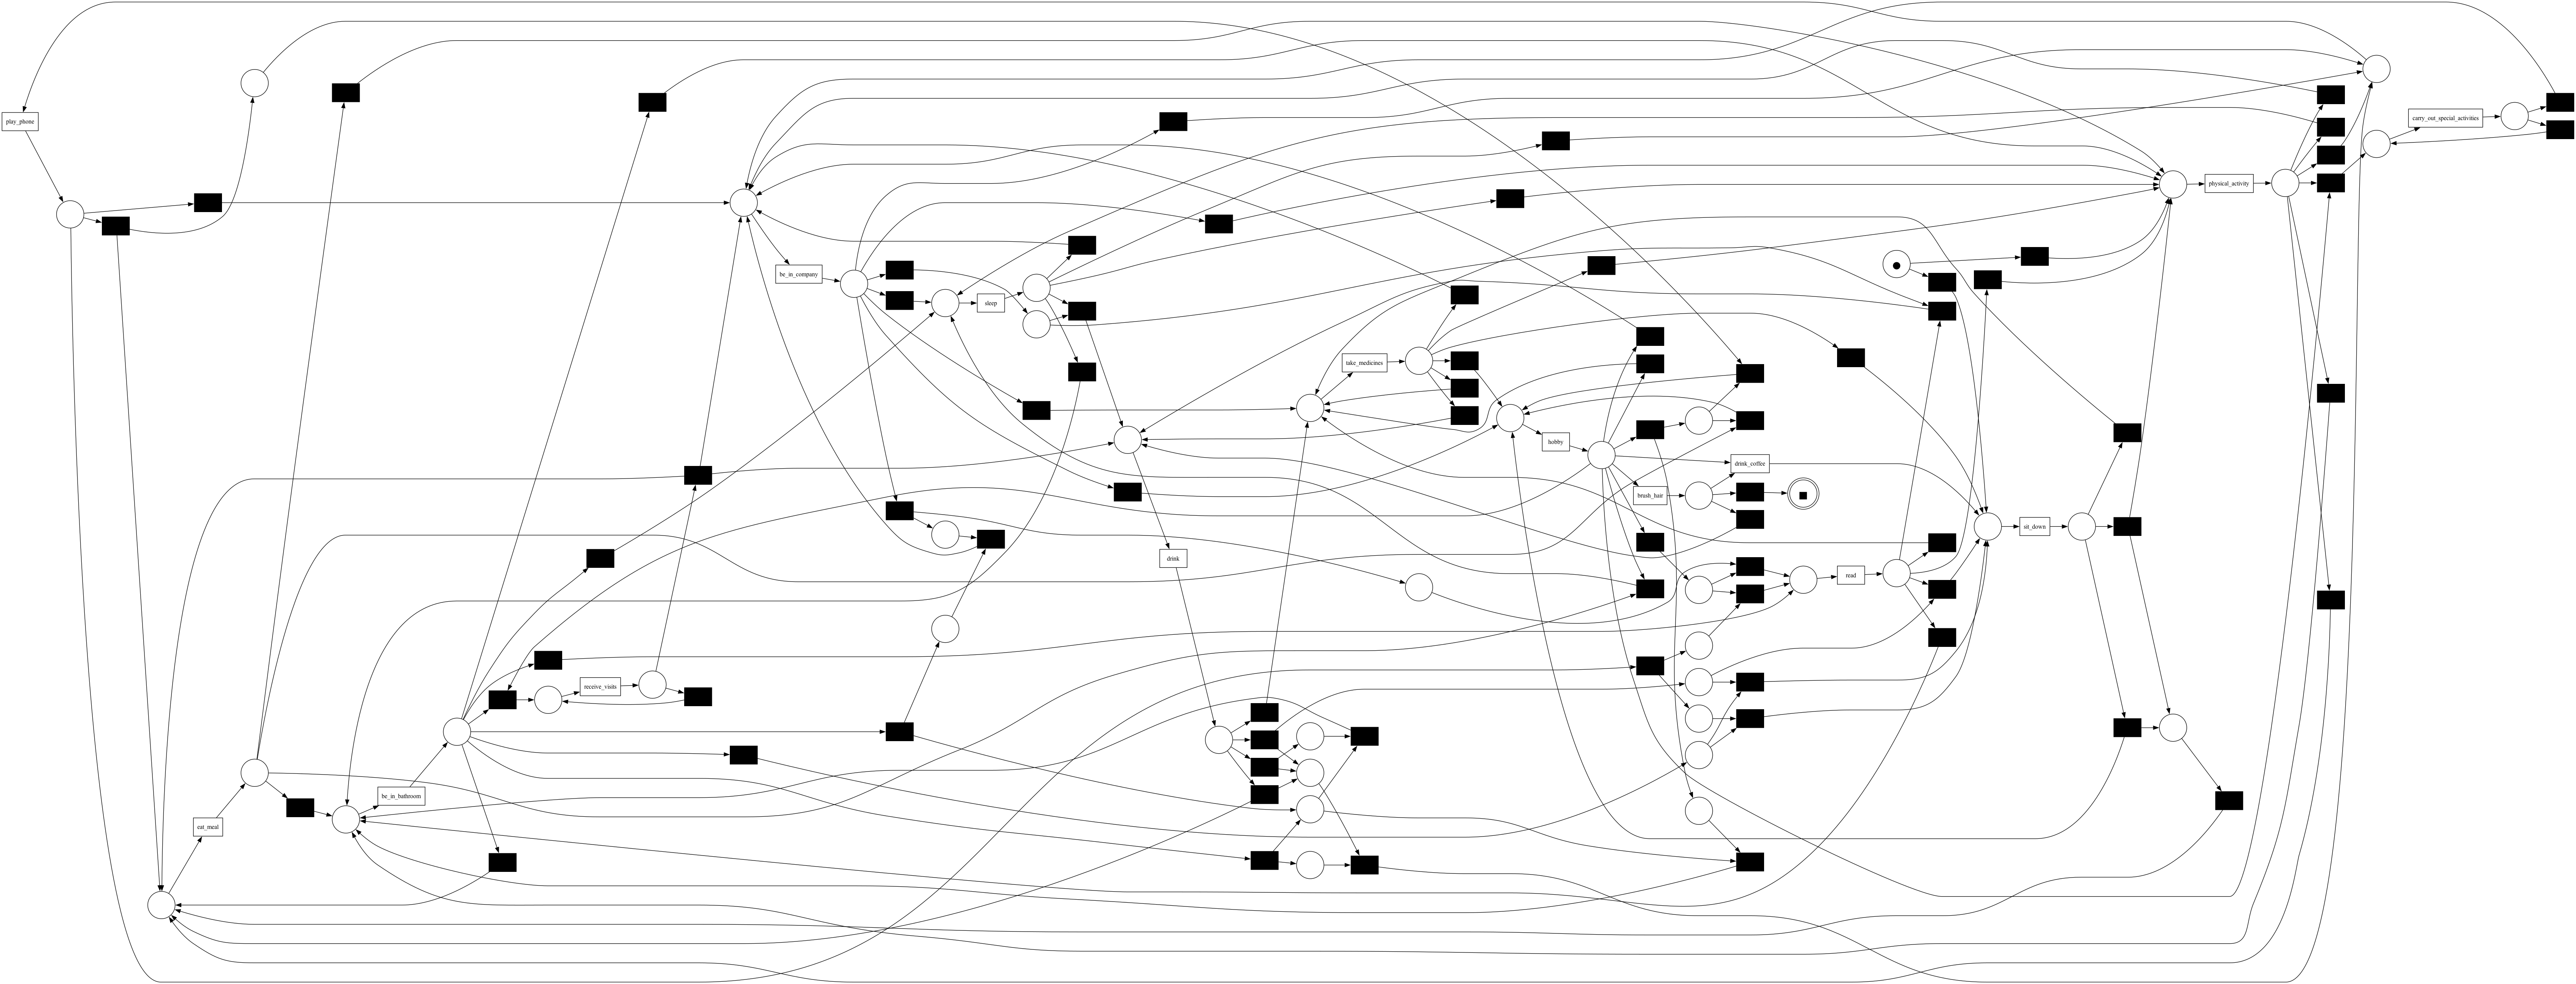 play_phone
carry_out_special_activities
physical_activity
be_in_company
sleep
take_medicines
hobby
drink_coffee
brush_hair
sit_down
drink
read
receive_visits
be_in_bathroom
eat_meal